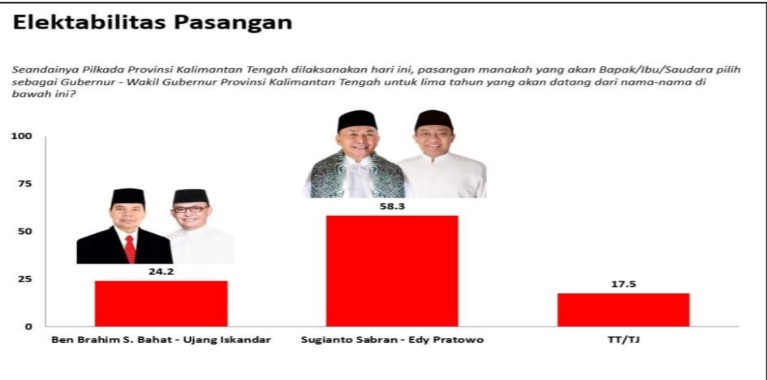 Elektabilitas Pasangan
Seandainya Pilkada Provinsi Kalimantan Tengah dilaksanakan hari ini, pasangan manakah yang akan Bapak/Ibu/Saudara pilih
sebagai Gubernur - Wakil Gubernur Provinsi Kalimantan Tengah untuk lima tahun yang akan datang dari nama-nama di
bawah ini?
100
75
50
25
0
24.2
58.3
17.5
Ben Brahim S. Bahat - Ujang Iskandar
Sugianto Sabran - Edy Pratowo
TT/TJ